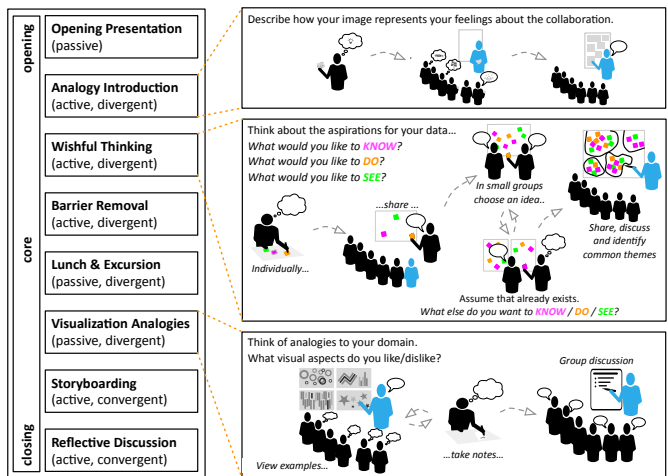 opening
core
closing
Opening Presentation
(passive)
Analogy Introduction
(active, divergent)
Wishful Thinking
(active, divergent)
Barrier Removal
(active, divergent)
Lunch & Excursion
(passive, divergent)
Visualization Analogies
(passive, divergent)
Storyboarding
(active, convergent)
Reflective Discussion
(active, convergent)
Describe how your image represents your feelings about the collaboration.
Think about the aspirations for your data...
What would you like to KNOW?
What would you like to DO?
What would you like to SEE?
Individually...
...share ...
In small groups
choose an idea..
Assume that already exists.
What else do you want to KNOW / DO / SEE?
Share, discuss
and identify
common themes
Think of analogies to your domain.
What visual aspects do you like/dislike?
View examples...
...take notes...
Group discussion